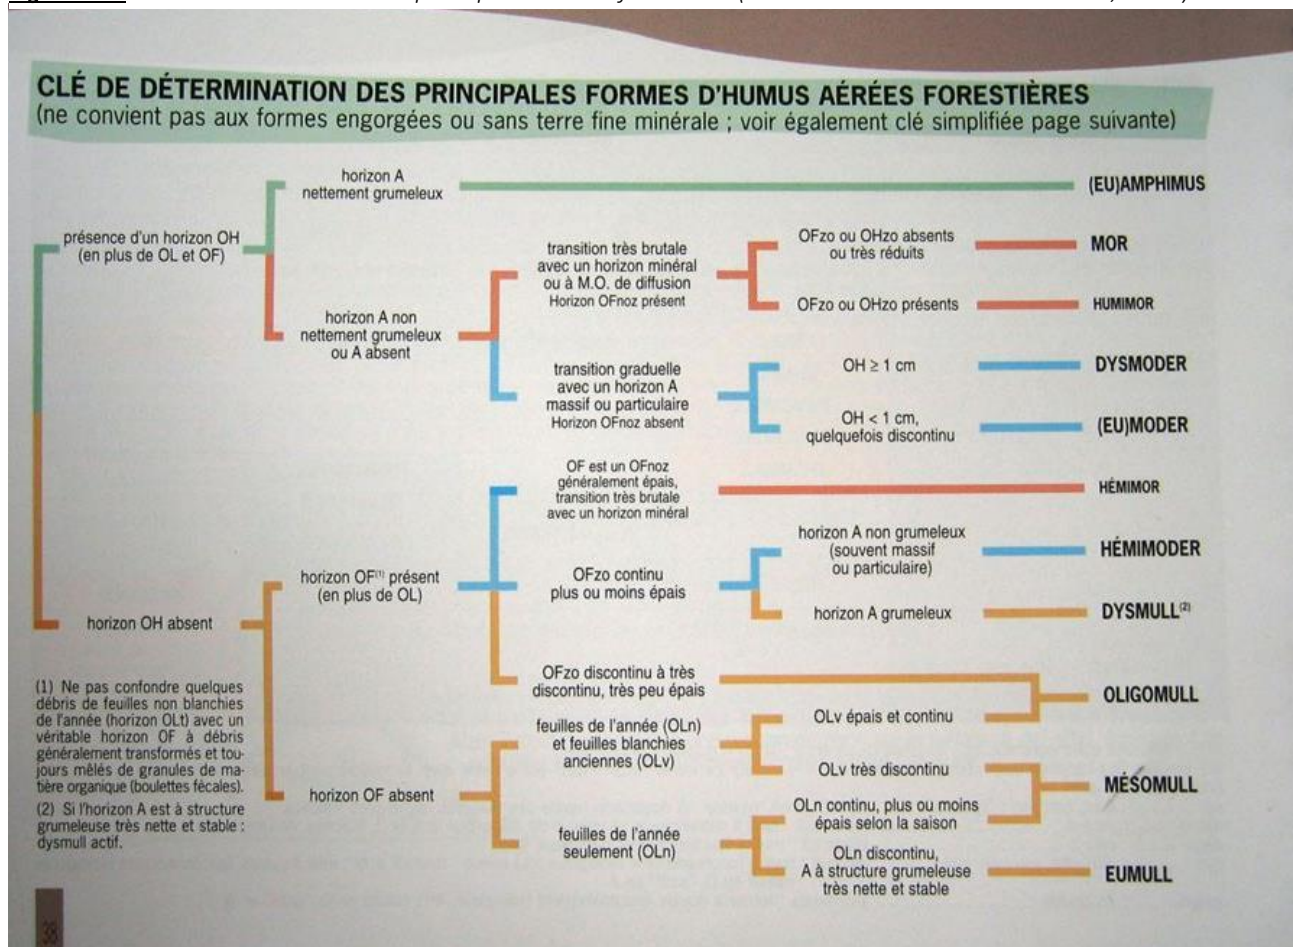 CLÉ DE DÉTERMINATION DES PRINCIPALES FORMES D'HUMUS AÉRÉES FORESTIÈRES
(ne convient pas aux formes engorgées ou sans terre fine minérale ; voir également clé simplifiée page suivante)
présence d'un horizon OH
(en plus de OL et OF)
horizon A
nettement grumeleux
(EU)AMPHIMUS
horizon A non
nettement grumeleux
ou A absent
transition très brutale
avec un horizon minéral
ou à M.O. de diffusion
Horizon OFnoz présent
OFzo ou OHzo absents
ou très réduits
MOR
OFzo ou OHzo présents
HUMIMOR
transition graduelle
avec un horizon A
massif ou particulaire
Horizon OFnoz absent
OH ≥ 1 cm
DYSMODER
OH < 1 cm,
quelquefois discontinu
(EU)MODER
horizon OH absent
horizon OF(1) présent
(en plus de OL)
OF est un OFnoz
généralement épais,
transition très brutale
avec un horizon minéral
HÉMIMOR
OFzo continu
plus ou moins épais
horizon A non grumeleux
(souvent massif
ou particulaire)
HÉMIMODER
horizon A grumeleux
DYSMULL(2)
OFzo discontinu à très
discontinu, très peu épais
OLIGOMULL
horizon OF absent
feuilles de l'année (OLn)
et feuilles blanchies
anciennes (OLv)
OLv épais et continu
OLv très discontinu
MÉSOMULL
feuilles de l'année
seulement (OLn)
OLn continu, plus ou moins
épais selon la saison
OLn discontinu,
A à structure grumeleuse
très nette et stable
EUMULL
(1) Ne pas confondre quelques
débris de feuilles non blanchies
de l'année (horizon OLt) avec un
véritable horizon OF à débris
généralement transformés et tou-
jours mêlés de granules de ma-
tière organique (boulettes fécales).
(2) Si l'horizon A est à structure
grumeleuse très nette et stable :
dysmull actif.
38